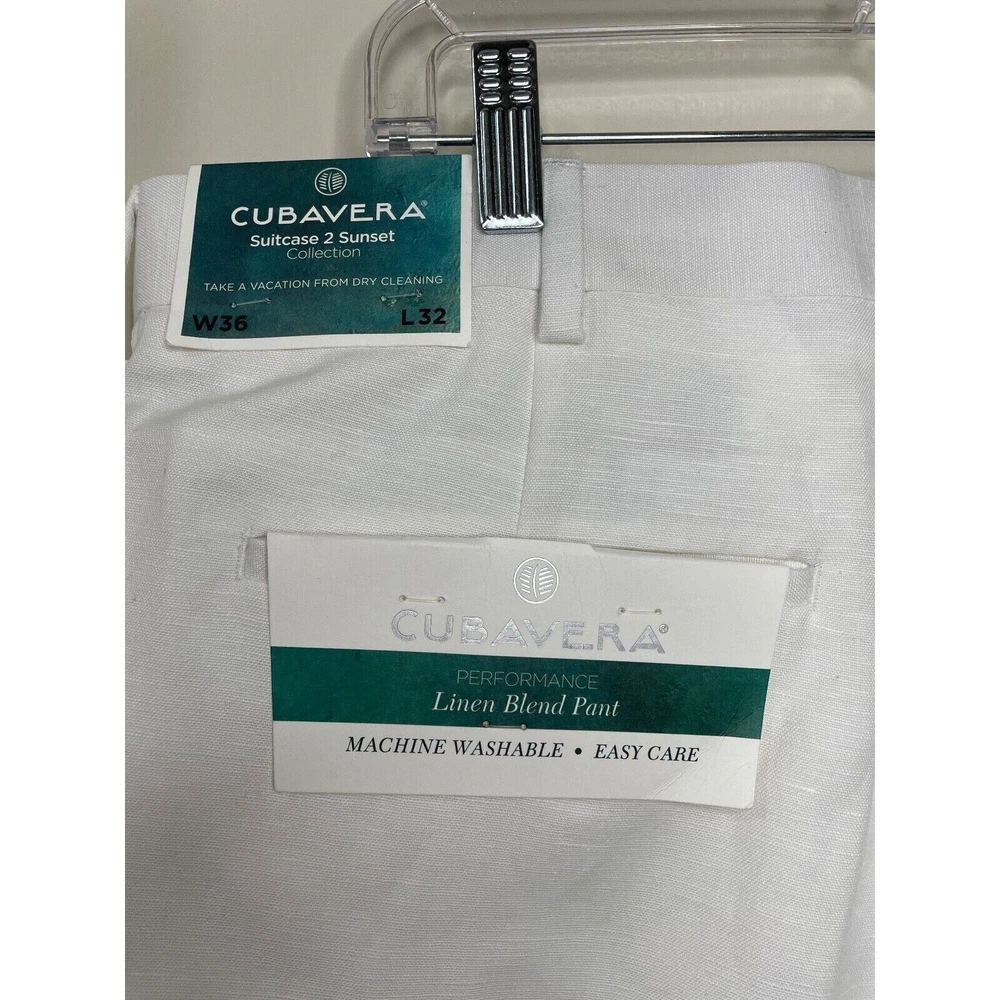 CUBAVERA®
Suitcase 2 Sunset
Collection
TAKE A VACATION FROM DRY CLEANING
W36 L32
CUBAVERA®
PERFORMANCE
Linen Blend Pant
MACHINE WASHABLE • EASY CARE